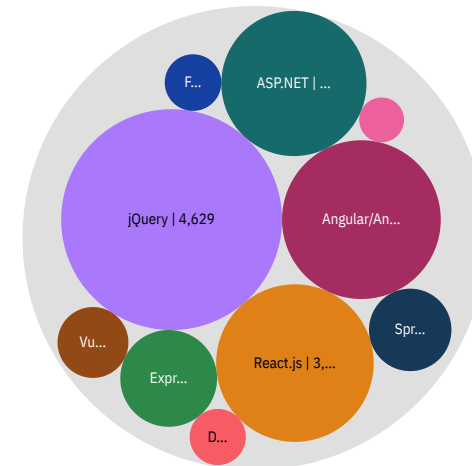 F...
ASP.NET | ...
jQuery | 4,629
Angular/An...
Spr...
Vu...
React.js | 3,...
Expr...
D...